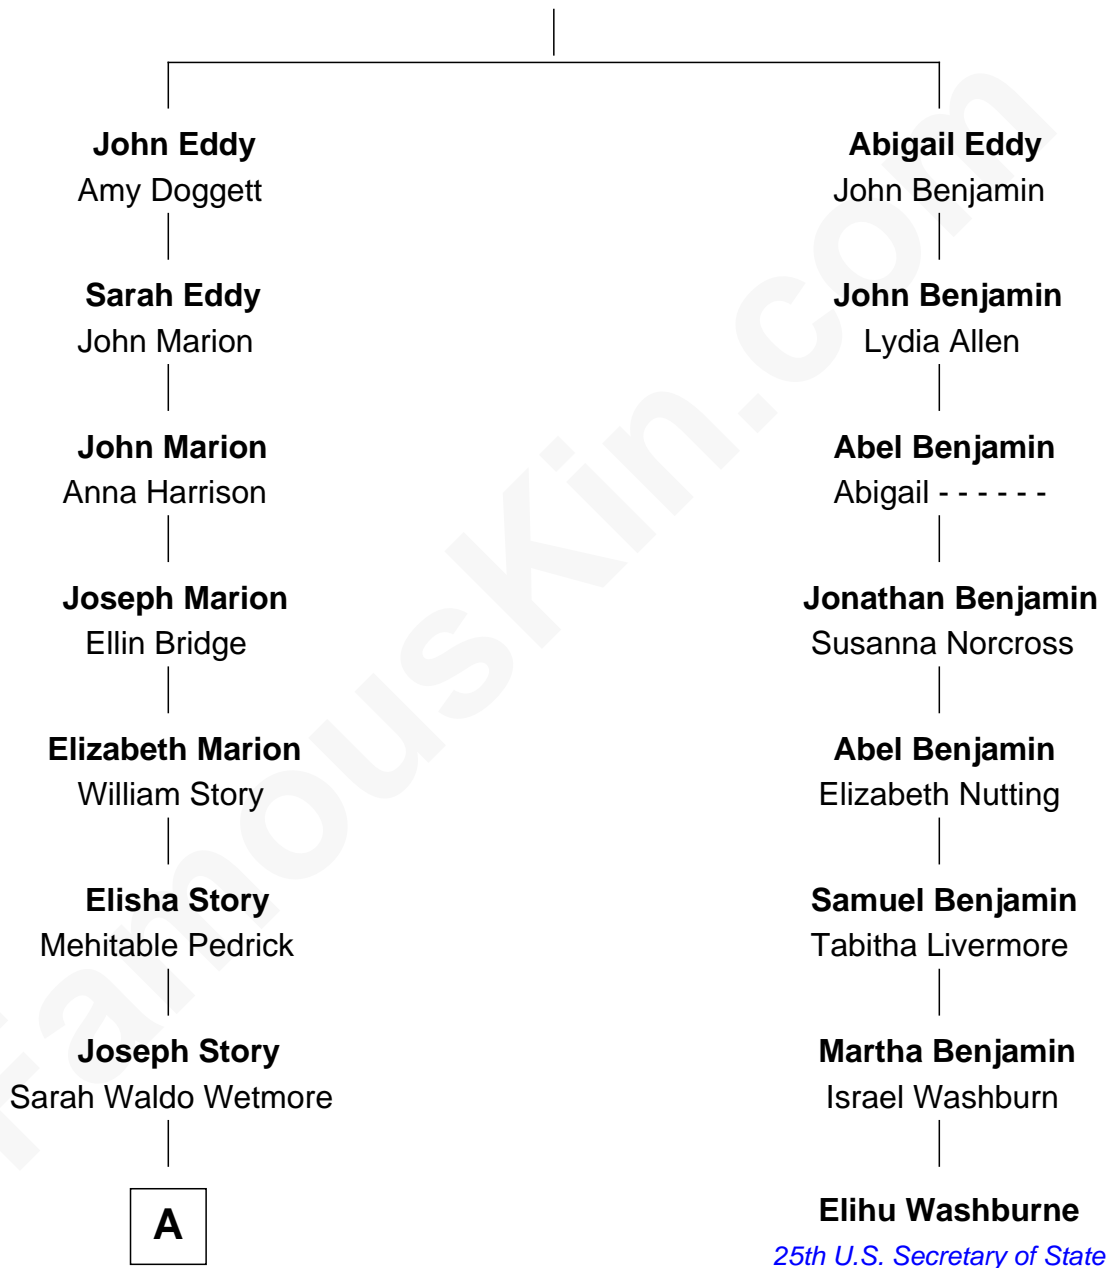 John Eddy
Amy Doggett
Sarah Eddy
John Marion
John Marion
Anna Harrison
Joseph Marion
Ellin Bridge
Elizabeth Marion
William Story
Elisha Story
Mehitable Pedrick
Joseph Story
Sarah Waldo Wetmore
A
Abigail Eddy
John Benjamin
John Benjamin
Lydia Allen
Abel Benjamin
Abigail - - - - - -
Jonathan Benjamin
Susanna Norcross
Abel Benjamin
Elizabeth Nutting
Samuel Benjamin
Tabitha Livermore
Martha Benjamin
Israel Washburn
Elihu Washburne
25th U.S. Secretary of State
FamousKin.com